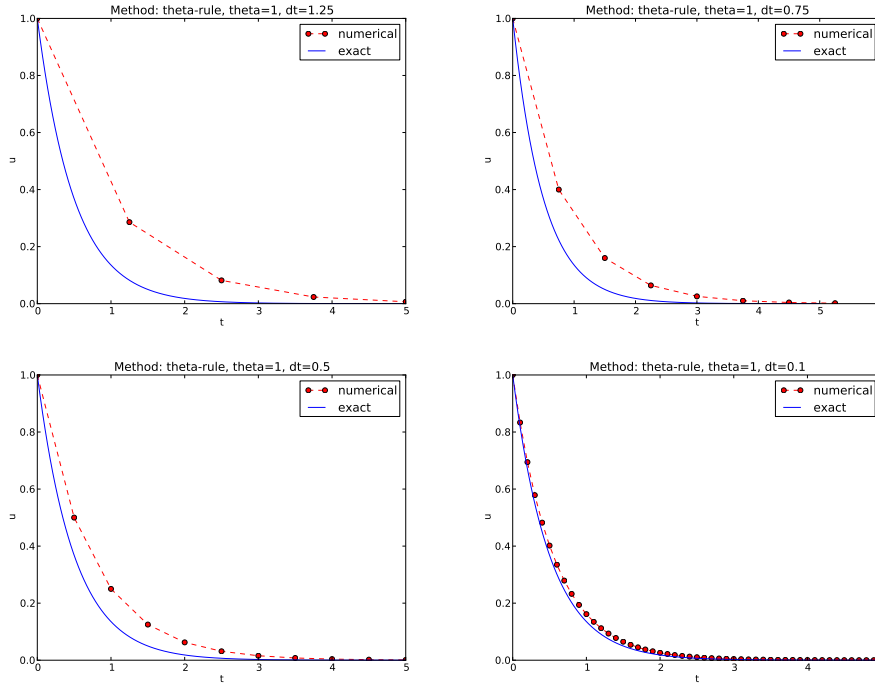 Method: theta-rule, theta=1, dt=1.25
1.0
0.8
0.6
0.4
0.2
0.0
u
numerical
exact
0 1 2 3 4 5
t
Method: theta-rule, theta=1, dt=0.75
1.0
0.8
0.6
0.4
0.2
0.0
u
numerical
exact
0 1 2 3 4 5
t
Method: theta-rule, theta=1, dt=0.5
1.0
0.8
0.6
0.4
0.2
0.0
u
numerical
exact
0 1 2 3 4 5
t
Method: theta-rule, theta=1, dt=0.1
1.0
0.8
0.6
0.4
0.2
0.0
u
numerical
exact
0 1 2 3 4
t